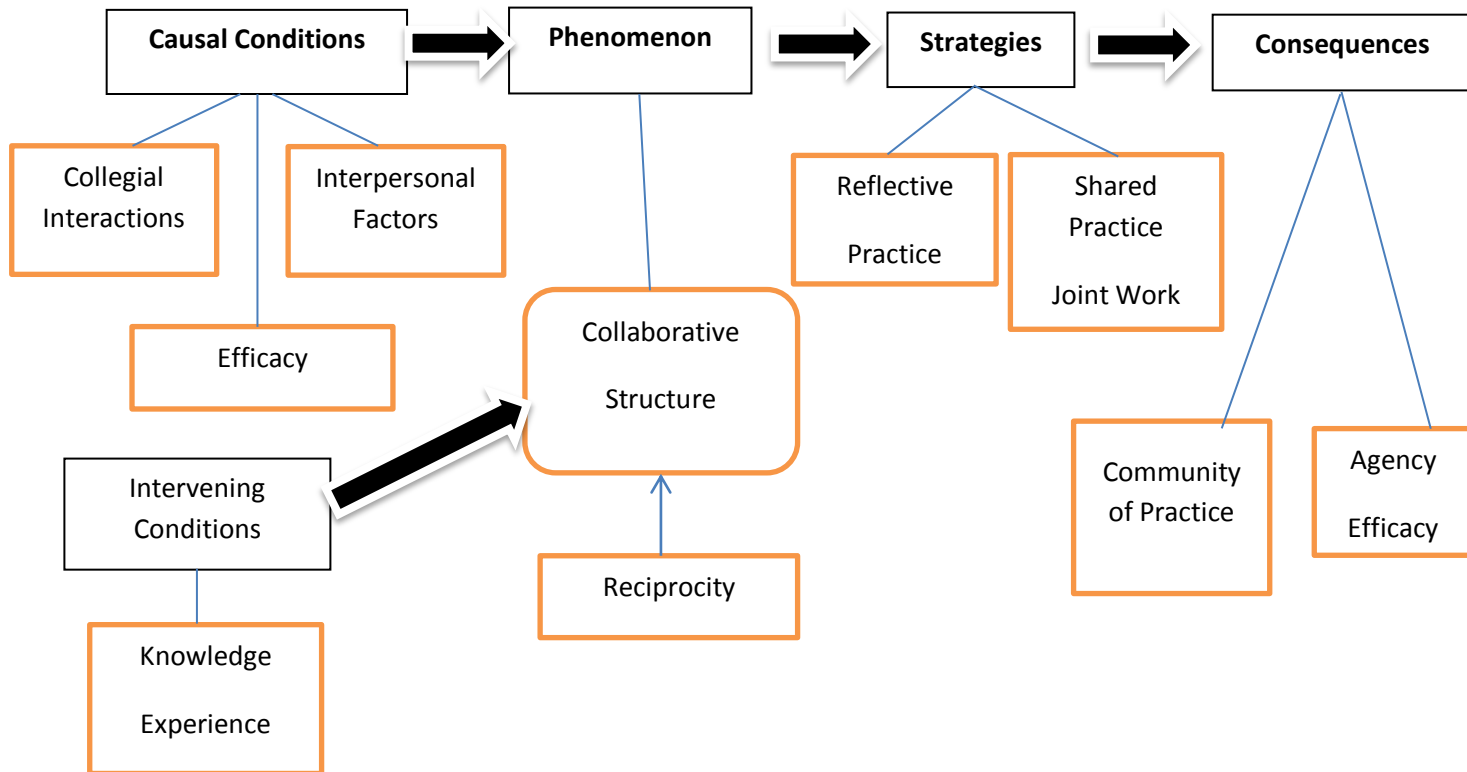 Causal Conditions
Phenomenon
Strategies
Consequences
Collegial
Interactions
Interpersonal
Factors
Efficacy
Collaborative
Structure
Reflective
Practice
Shared
Practice
Joint Work
Intervening
Conditions
Knowledge
Experience
Reciprocity
Community
of Practice
Agency
Efficacy